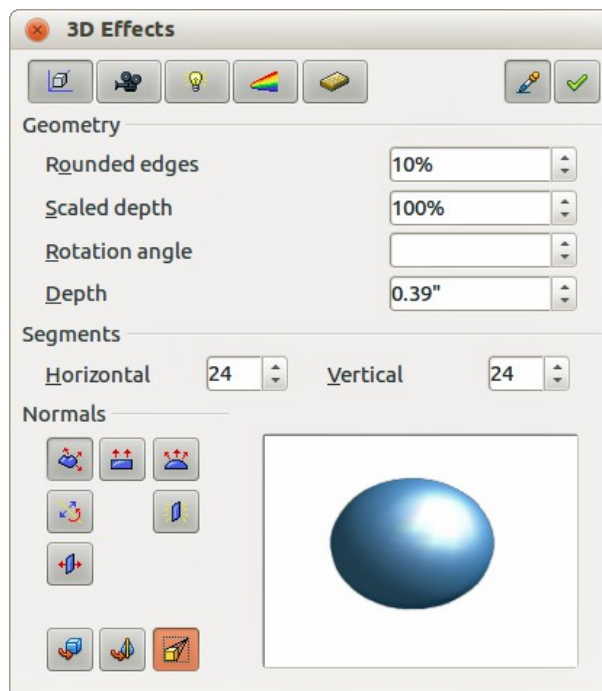 3D Effects
Geometry
Rounded edges 10%
Scaled depth 100%
Rotation angle
Depth 0.39"
Segments
Horizontal 24 Vertical 24
Normals